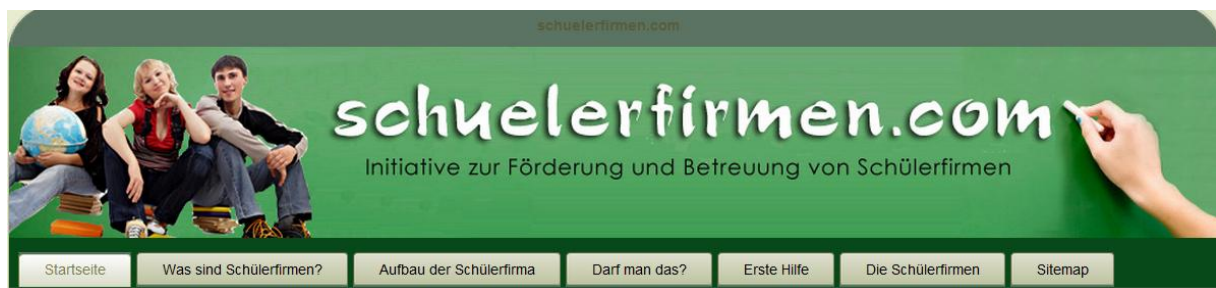 schuelerfirmen.com
schuelerfirmen.com
Initiative zur Förderung und Betreuung von Schülerfirmen
Startseite Was sind Schülerfirmen? Aufbau der Schülerfirma Darf man das? Erste Hilfe Die Schülerfirmen Sitemap